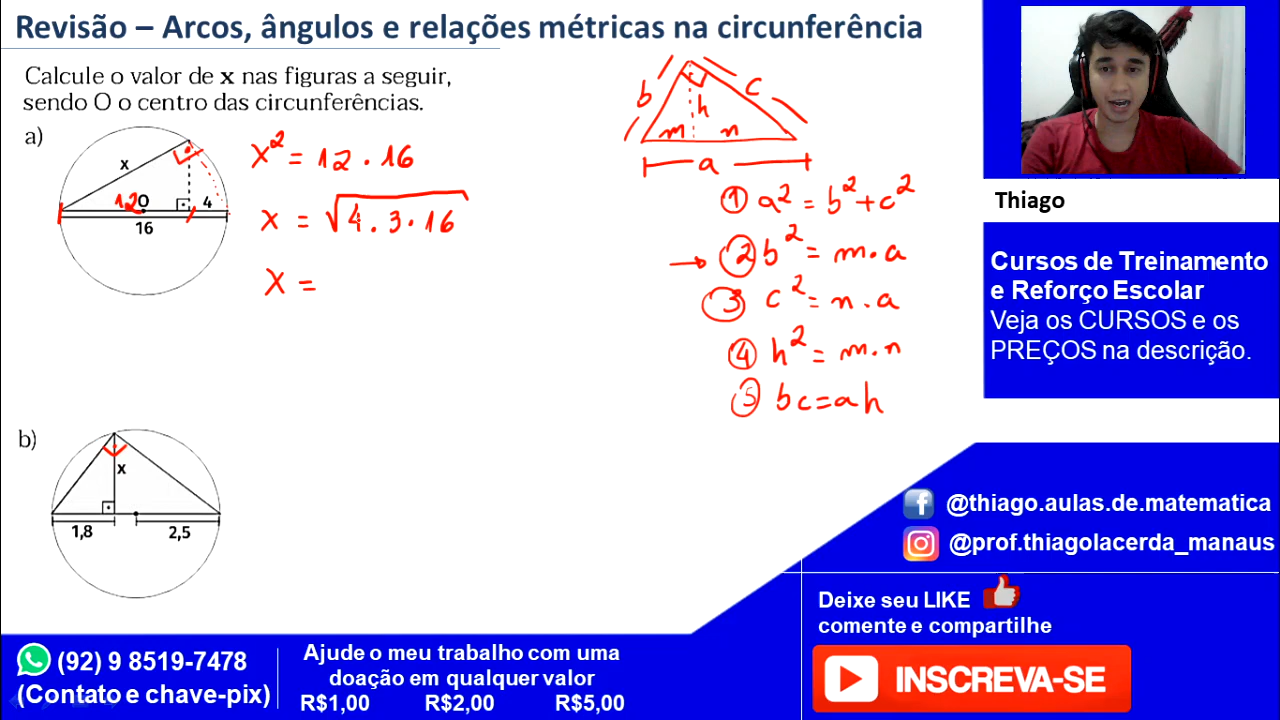 Revisão – Arcos, ângulos e relações métricas na circunferência
Calcule o valor de x nas figuras a seguir,
sendo O o centro das circunferências.
a)
x
12 O
4
16
x² = 12 . 16
x = √4 . 3 . 16
x =
b
c
h
m
n
a
① a² = b² + c²
→ ② b² = m . a
③ c² = n . a
④ h² = m . n
⑤ bc = ah
b)
x
1,8
2,5
Thiago
Cursos de Treinamento
e Reforço Escolar
Veja os CURSOS e os
PREÇOS na descrição.
@thiago.aulas.de.matematica
@prof.thiagolacerda_manaus
Deixe seu LIKE
comente e compartilhe
INSCREVA-SE
(92) 9 8519-7478
(Contato e chave-pix)
Ajude o meu trabalho com uma
doação em qualquer valor
R$1,00 R$2,00 R$5,00